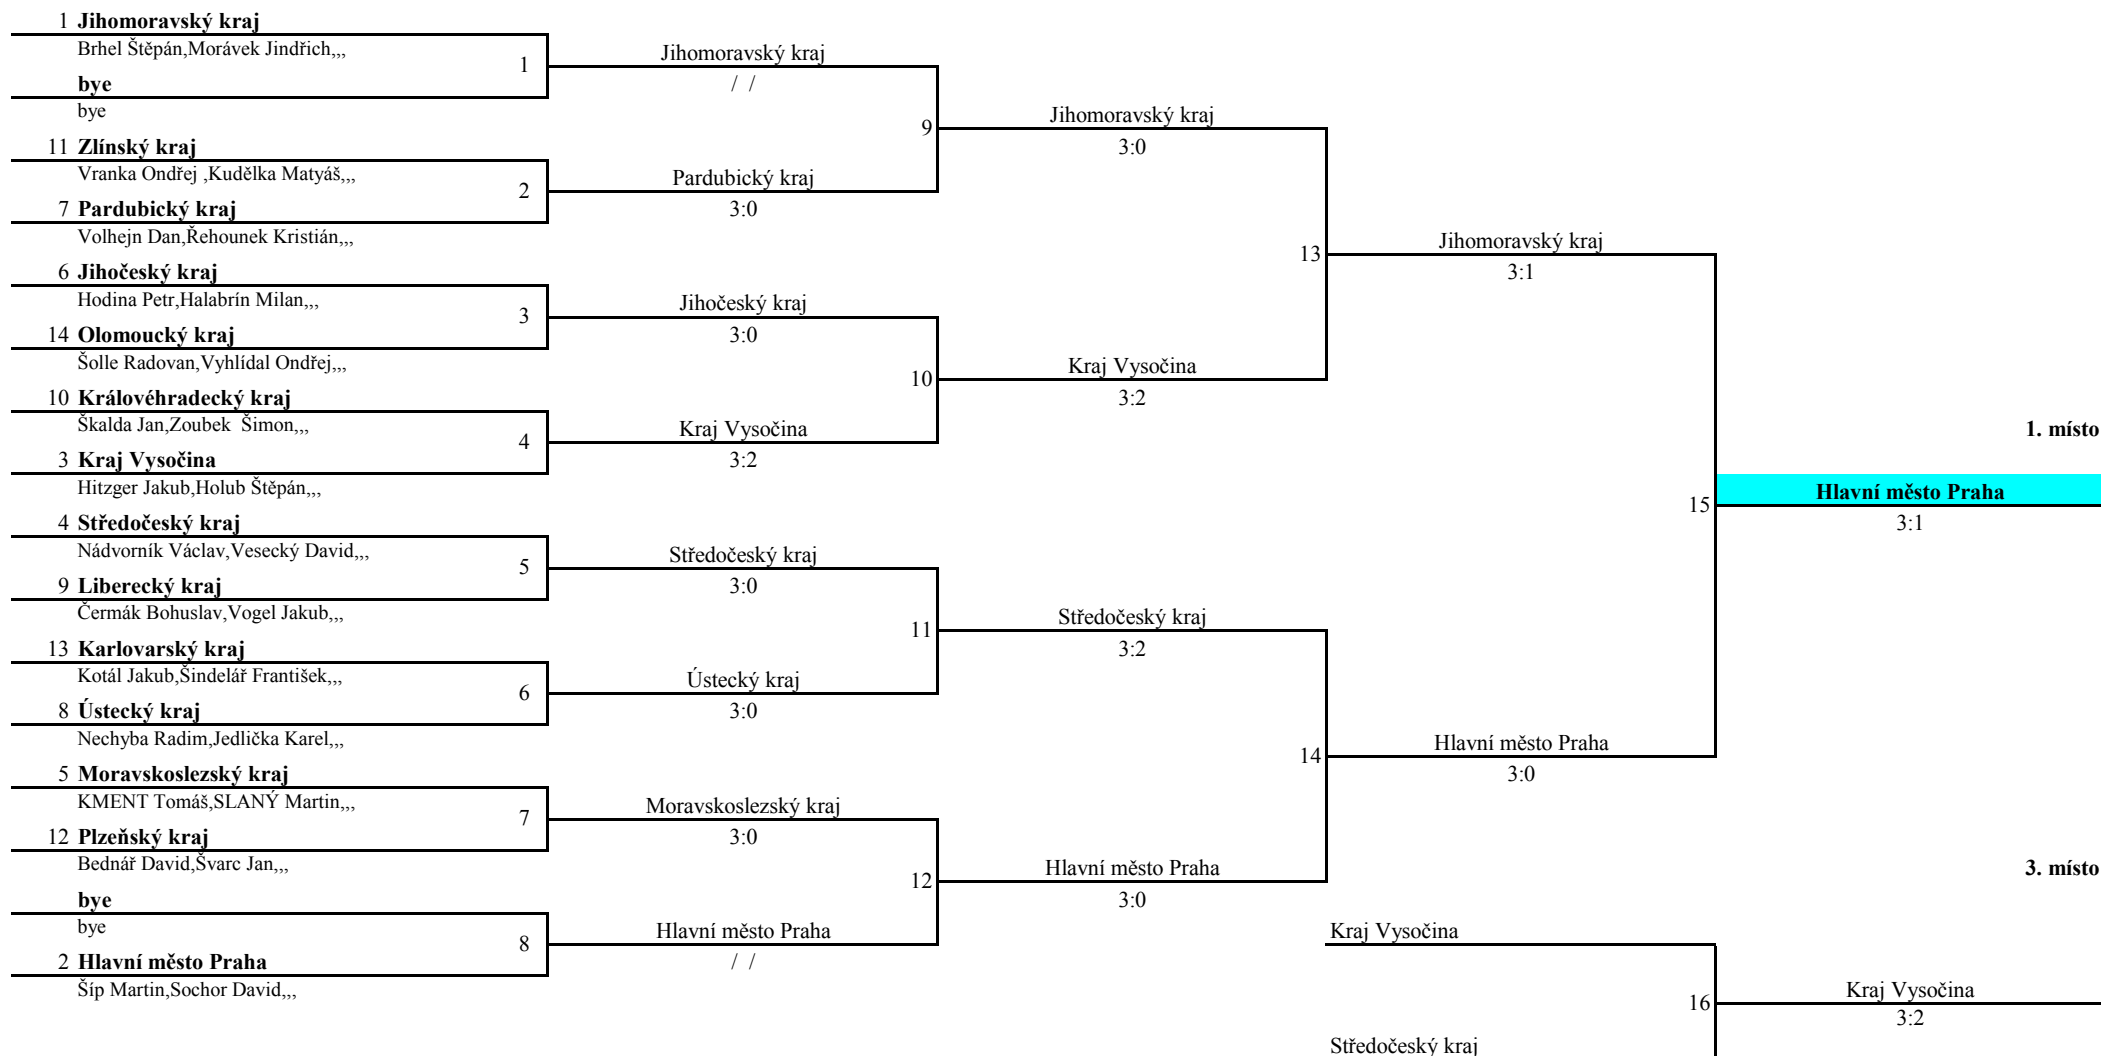 1 Jihomoravský kraj
Brhel Štěpán,Morávek Jindřich,,,
bye
bye
11 Zlínský kraj
Vranka Ondřej ,Kudělka Matyáš,,,
7 Pardubický kraj
Volhejn Dan,Řehounek Kristián,,,
6 Jihočeský kraj
Hodina Petr,Halabrín Milan,,,
14 Olomoucký kraj
Šolle Radovan,Vyhlídal Ondřej,,,
10 Královéhradecký kraj
Škalda Jan,Zoubek  Šimon,,,
3 Kraj Vysočina
Hitzger Jakub,Holub Štěpán,,,
4 Středočeský kraj
Nádvorník Václav,Vesecký David,,,
9 Liberecký kraj
Čermák Bohuslav,Vogel Jakub,,,
13 Karlovarský kraj
Kotál Jakub,Šindelář František,,,
8 Ústecký kraj
Nechyba Radim,Jedlička Karel,,,
5 Moravskoslezský kraj
KMENT Tomáš,SLANÝ Martin,,,
12 Plzeňský kraj
Bednář David,Švarc Jan,,,
bye
bye
2 Hlavní město Praha
Šíp Martin,Sochor David,,,
1
Jihomoravský kraj
/ /
2
Pardubický kraj
3:0
3
Jihočeský kraj
3:0
4
Kraj Vysočina
3:2
5
Středočeský kraj
3:0
6
Ústecký kraj
3:0
7
Moravskoslezský kraj
3:0
8
Hlavní město Praha
/ /
9
Jihomoravský kraj
3:0
10
Kraj Vysočina
3:2
11
Středočeský kraj
3:2
12
Hlavní město Praha
3:0
13
Jihomoravský kraj
3:1
14
Hlavní město Praha
3:0
1. místo
15
Hlavní město Praha
3:1
3. místo
Kraj Vysočina
16
Kraj Vysočina
3:2
Středočeský kraj